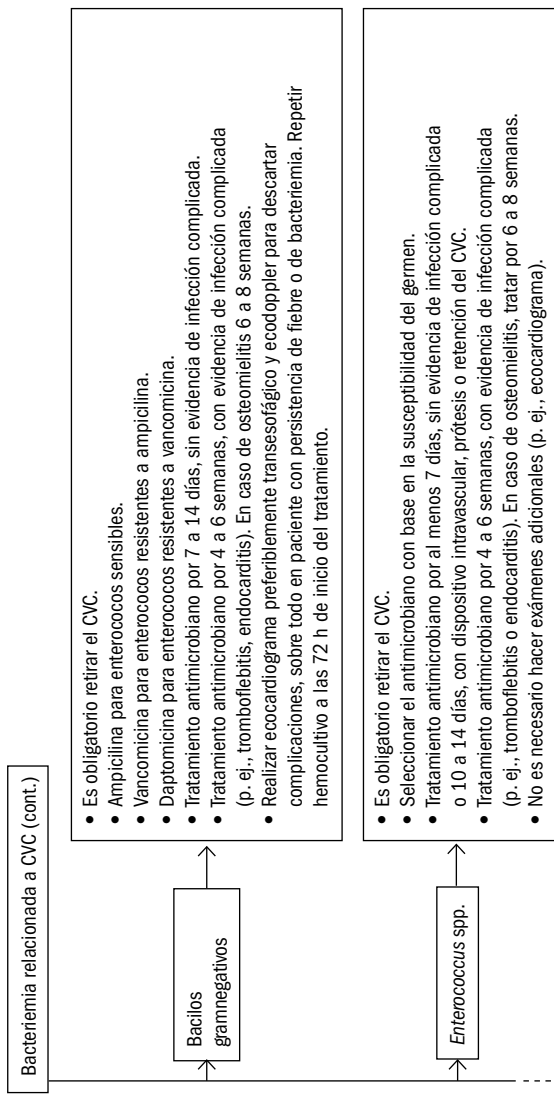 Bacteriemia relacionada a CVC (cont.)
Bacilos
gramnegativos
• Es obligatorio retirar el CVC.
• Ampicilina para enterococos sensibles.
• Vancomicina para enterococos resistentes a ampicilina.
• Daptomicina para enterococos resistentes a vancomicina.
• Tratamiento antimicrobiano por 7 a 14 días, sin evidencia de infección complicada.
• Tratamiento antimicrobiano por 4 a 6 semanas, con evidencia de infección complicada
(p. ej., tromboflebitis, endocarditis). En caso de osteomielitis 6 a 8 semanas.
• Realizar ecocardiograma preferiblemente transesofágico y ecodoppler para descartar
complicaciones, sobre todo en paciente con persistencia de fiebre o de bacteriemia. Repetir
hemocultivo a las 72 h de inicio del tratamiento.
Enterococcus spp.
• Es obligatorio retirar el CVC.
• Seleccionar el antimicrobiano con base en la susceptibilidad del germen.
• Tratamiento antimicrobiano por al menos 7 días, sin evidencia de infección complicada
o 10 a 14 días, con dispositivo intravascular, prótesis o retención del CVC.
• Tratamiento antimicrobiano por 4 a 6 semanas, con evidencia de infección complicada
(p. ej., tromboflebitis o endocarditis). En caso de osteomielitis, tratar por 6 a 8 semanas.
• No es necesario hacer exámenes adicionales (p. ej., ecocardiograma).